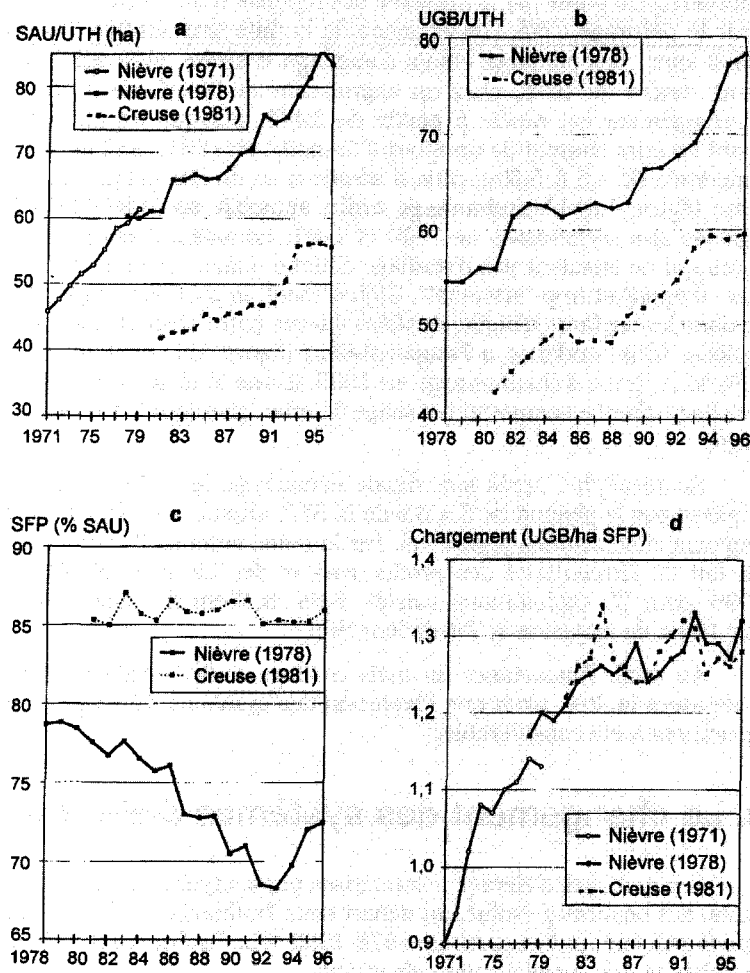 SAU/UTH (ha)
a
80
70
60
50
40
30
1971 75 79 83 87 91 95
Nièvre (1971)
Nièvre (1978)
Creuse (1981)
UGB/UTH
b
80
70
60
50
40
1978 80 82 84 86 88 90 92 94 96
Nièvre (1978)
Creuse (1981)
SFP (% SAU)
c
90
85
80
75
70
65
1978 80 82 84 86 88 90 92 94 96
Nièvre (1978)
Creuse (1981)
d
Chargement (UGB/ha SFP)
1,4
1,3
1,2
1,1
1,0
0,9
1971 75 79 83 87 91 95
Nièvre (1971)
Nièvre (1978)
Creuse (1981)